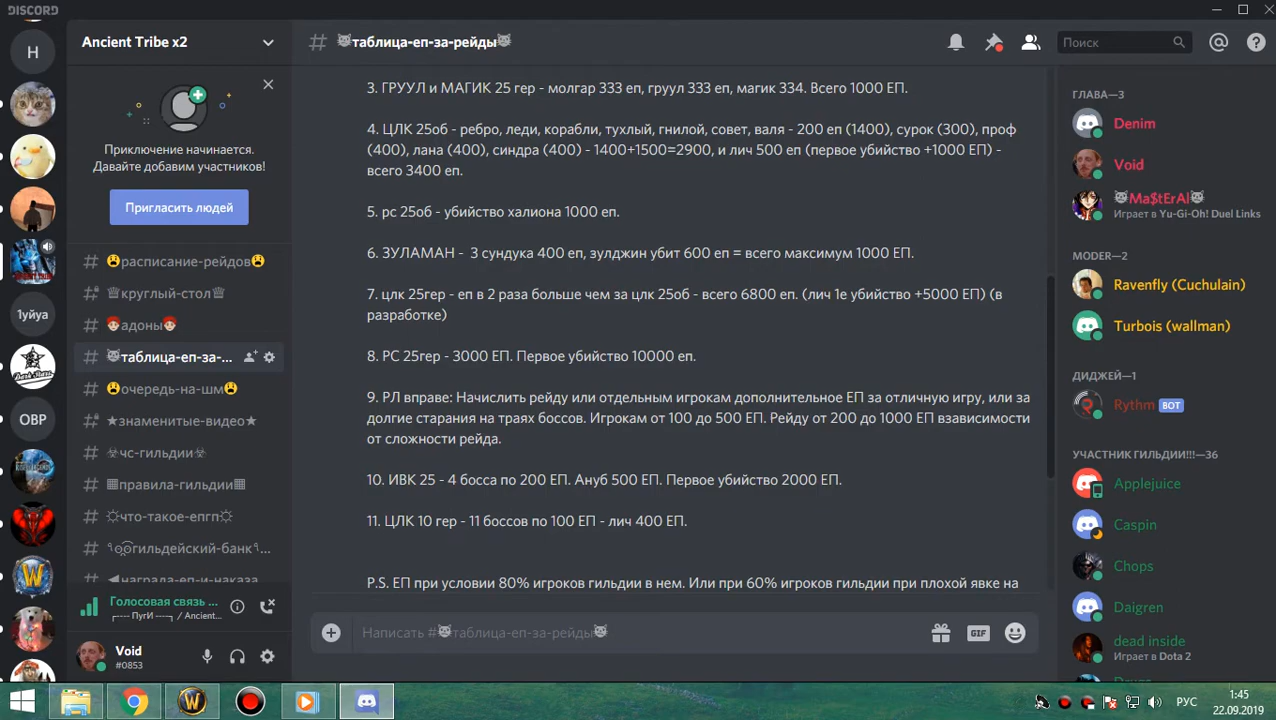 DISCORD
Н
1уйуа
ОВР
Ancient Tribe x2
Приключение начинается.
Давайте добавим участников!
Пригласить людей
расписание-рейдов
круглый-стол
адоны
таблица-еп-за-...
очередь-на-шм
★знаменитые-видео★
☣чс-гильдии☣
▦правила-гильдии▦
☼что-такое-епгп☼
гильдейский-банк
награда-еп-и-наказа
Голосовая связь ...
ПугИ / Ancient...
Void
#0853
таблица-еп-за-рейды
Поиск
3. ГРУУЛ и МАГИК 25 гер - молгар 333 еп, груул 333 еп, магик 334. Всего 1000 ЕП.
4. ЦЛК 25об - ребро, леди, корабли, тухлый, гнилой, совет, валя - 200 еп (1400), сурок (300), проф
(400), лана (400), синдра (400) - 1400+1500=2900, и лич 500 еп (первое убийство +1000 ЕП) -
всего 3400 еп.
5. рс 25об - убийство халиона 1000 еп.
6. ЗУЛАМАН -  3 сундука 400 еп, зулджин убит 600 еп = всего максимум 1000 ЕП.
7. цлк 25гер - еп в 2 раза больше чем за цлк 25об - всего 6800 еп. (лич 1е убийство +5000 ЕП) (в
разработке)
8. РС 25гер - 3000 ЕП. Первое убийство 10000 еп.
9. РЛ вправе: Начислить рейду или отдельным игрокам дополнительное ЕП за отличную игру, или за
долгие старания на траях боссов. Игрокам от 100 до 500 ЕП. Рейду от 200 до 1000 ЕП взависимости
от сложности рейда.
10. ИВК 25 - 4 босса по 200 ЕП. Ануб 500 ЕП. Первое убийство 2000 ЕП.
11. ЦЛК 10 гер - 11 боссов по 100 ЕП - лич 400 ЕП.
P.S. ЕП при условии 80% игроков гильдии в нем. Или при 60% игроков гильдии при плохой явке на
Написать #таблица-еп-за-рейды
GIF
ГЛАВА—3
Denim
Void
Ma$tErAl
Играет в Yu-Gi-Oh! Duel Links
MODER—2
Ravenfly (Cuchulain)
Turbois (wallman)
ДИДЖЕЙ—1
Rythm BOT
УЧАСТНИК ГИЛЬДИИ!!!—36
Applejuice
Caspin
Chops
Daigren
dead inside
Играет в Dota 2
РУС
1:45
22.09.2019